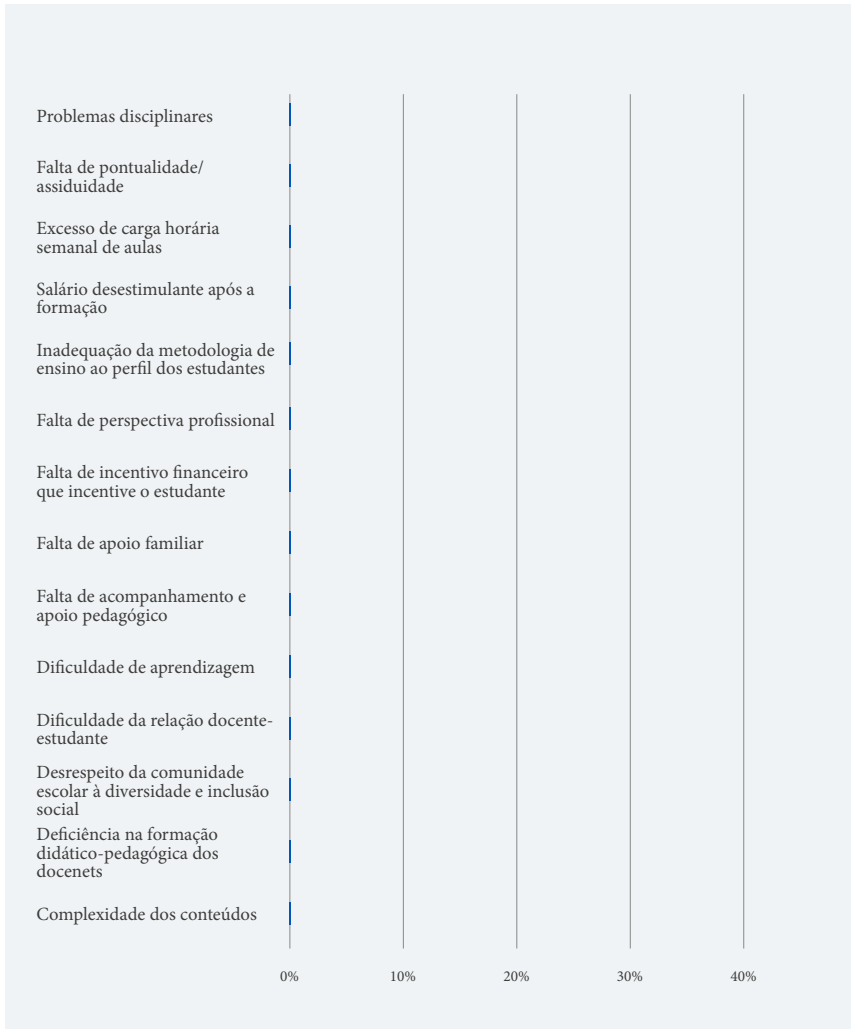 Problemas disciplinares
Falta de pontualidade/
assiduidade
Excesso de carga horária
semanal de aulas
Salário desestimulante após a
formação
Inadequação da metodologia de
ensino ao perfil dos estudantes
Falta de perspectiva profissional
Falta de incentivo financeiro
que incentive o estudante
Falta de apoio familiar
Falta de acompanhamento e
apoio pedagógico
Dificuldade de aprendizagem
Dificuldade da relação docente-
estudante
Desrespeito da comunidade
escolar à diversidade e inclusão
social
Deficiência na formação
didático-pedagógica dos
docenets
Complexidade dos conteúdos
0% 10% 20% 30% 40%